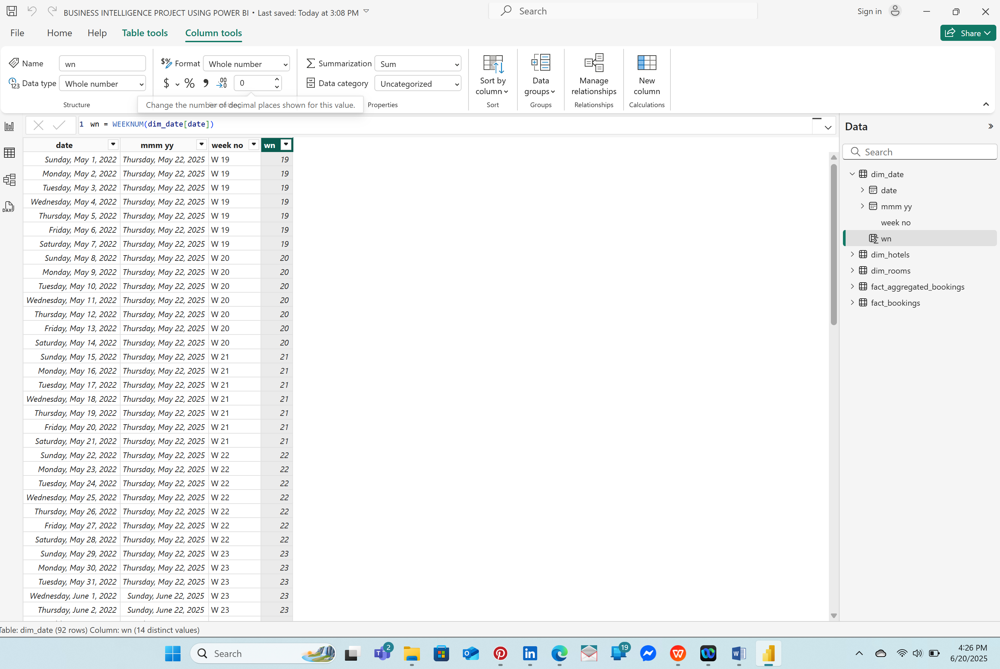 BUSINESS INTELLIGENCE PROJECT USING POWER BI • Last saved: Today at 3:08 PM
Search
Sign in
File Home Help Table tools Column tools
Share
Name wn
$% Format Whole number
Summarization Sum
Data type Whole number
$ % 0
Data category Uncategorized
Sort by column
Data groups
Manage relationships
New column
Structure
Change the number of decimal places shown for this value.
Properties
Sort
Groups
Relationships
Calculations
1 wn = WEEKNUM(dim_date[date])
date mmm yy week no wn
Sunday, May 1, 2022 Thursday, May 22, 2025 W 19 19
Monday, May 2, 2022 Thursday, May 22, 2025 W 19 19
Tuesday, May 3, 2022 Thursday, May 22, 2025 W 19 19
Wednesday, May 4, 2022 Thursday, May 22, 2025 W 19 19
Thursday, May 5, 2022 Thursday, May 22, 2025 W 19 19
Friday, May 6, 2022 Thursday, May 22, 2025 W 19 19
Saturday, May 7, 2022 Thursday, May 22, 2025 W 19 19
Sunday, May 8, 2022 Thursday, May 22, 2025 W 20 20
Monday, May 9, 2022 Thursday, May 22, 2025 W 20 20
Tuesday, May 10, 2022 Thursday, May 22, 2025 W 20 20
Wednesday, May 11, 2022 Thursday, May 22, 2025 W 20 20
Thursday, May 12, 2022 Thursday, May 22, 2025 W 20 20
Friday, May 13, 2022 Thursday, May 22, 2025 W 20 20
Saturday, May 14, 2022 Thursday, May 22, 2025 W 20 20
Sunday, May 15, 2022 Thursday, May 22, 2025 W 21 21
Monday, May 16, 2022 Thursday, May 22, 2025 W 21 21
Tuesday, May 17, 2022 Thursday, May 22, 2025 W 21 21
Wednesday, May 18, 2022 Thursday, May 22, 2025 W 21 21
Thursday, May 19, 2022 Thursday, May 22, 2025 W 21 21
Friday, May 20, 2022 Thursday, May 22, 2025 W 21 21
Saturday, May 21, 2022 Thursday, May 22, 2025 W 21 21
Sunday, May 22, 2022 Thursday, May 22, 2025 W 22 22
Monday, May 23, 2022 Thursday, May 22, 2025 W 22 22
Tuesday, May 24, 2022 Thursday, May 22, 2025 W 22 22
Wednesday, May 25, 2022 Thursday, May 22, 2025 W 22 22
Thursday, May 26, 2022 Thursday, May 22, 2025 W 22 22
Friday, May 27, 2022 Thursday, May 22, 2025 W 22 22
Saturday, May 28, 2022 Thursday, May 22, 2025 W 22 22
Sunday, May 29, 2022 Thursday, May 22, 2025 W 23 23
Monday, May 30, 2022 Thursday, May 22, 2025 W 23 23
Tuesday, May 31, 2022 Thursday, May 22, 2025 W 23 23
Wednesday, June 1, 2022 Sunday, June 22, 2025 W 23 23
Thursday, June 2, 2022 Sunday, June 22, 2025 W 23 23
Data
Search
dim_date
date
mmm yy
week no
wn
dim_hotels
dim_rooms
fact_aggregated_bookings
fact_bookings
DAX
Table: dim_date (92 rows) Column: wn (14 distinct values)
Search
2
19
4:26 PM
6/20/2025